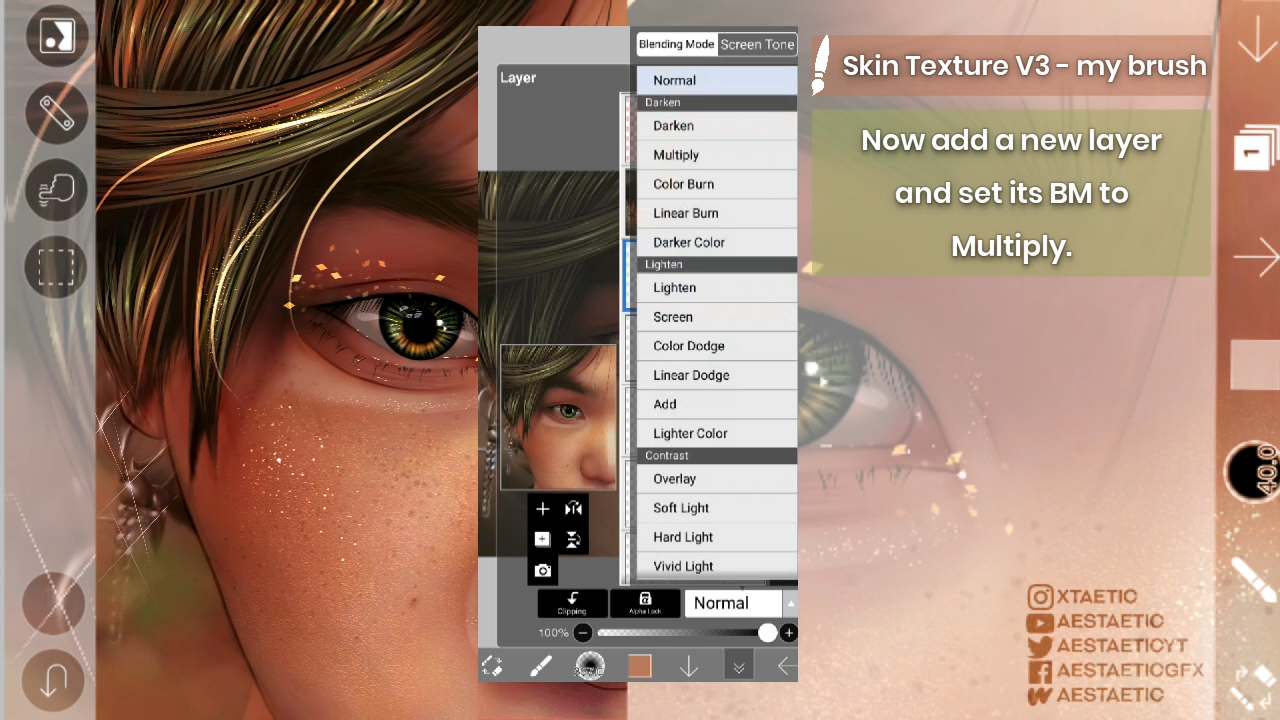 Blending Mode
Screen Tone
Layer
Normal
Darken
Darken
Multiply
Color Burn
Linear Burn
Darker Color
Lighten
Lighten
Screen
Color Dodge
Linear Dodge
Add
Lighter Color
Contrast
Overlay
Soft Light
Hard Light
Vivid Light
Clipping
Alpha Lock
Normal
100%
Skin Texture V3 - my brush
Now add a new layer
and set its BM to
Multiply.
1
40.0
XTAETIC
AESTAETIC
AESTAETICYT
AESTAETICGFX
AESTAETIC